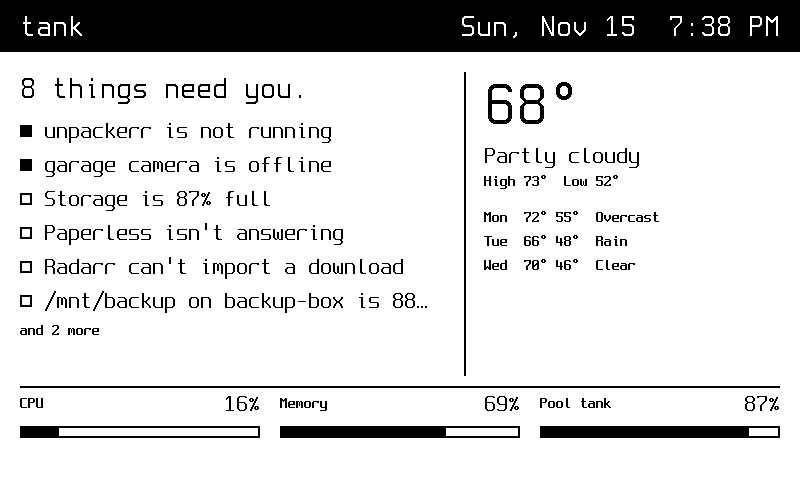 tank
Sun, Nov 15  7:38 PM
8 things need you.
unpackerr is not running
garage camera is offline
Storage is 87% full
Paperless isn't answering
Radarr can't import a download
/mnt/backup on backup-box is 88…
and 2 more
68°
Partly cloudy
High 73°  Low 52°
Mon  72° 55°  Overcast
Tue  66° 48°  Rain
Wed  70° 46°  Clear
CPU 16%
Memory 69%
Pool tank 87%